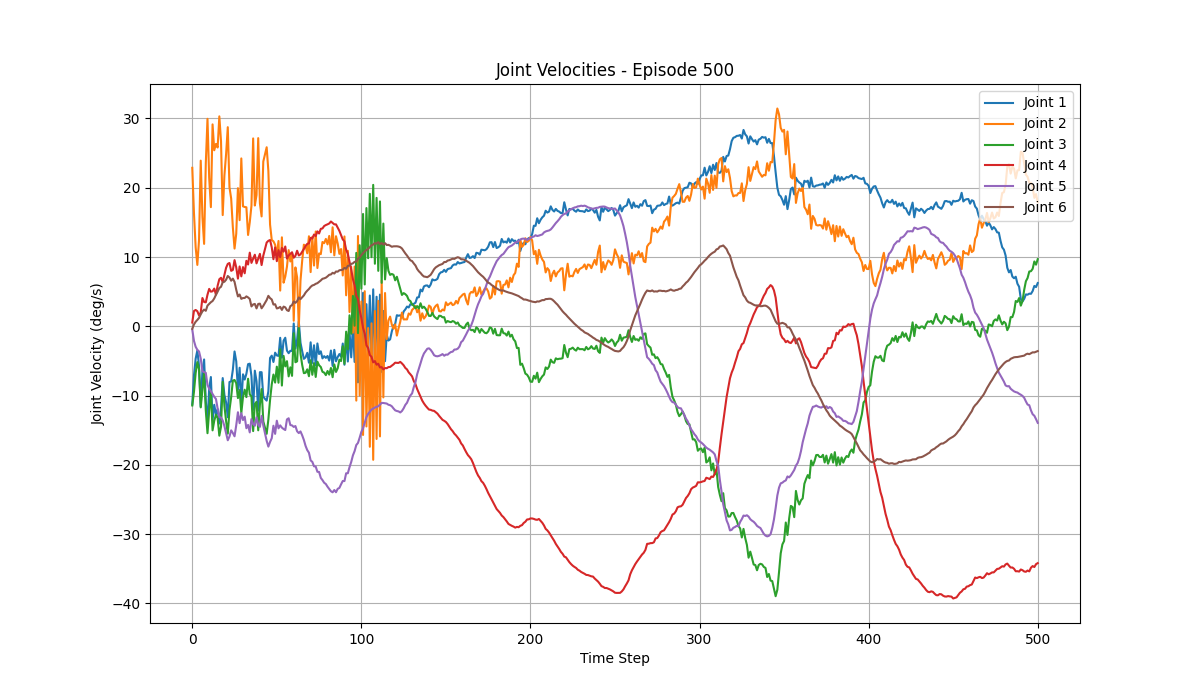 Joint Velocities - Episode 500
Joint Velocity (deg/s)
30
20
10
0
−10
−20
−30
−40
Joint 1
Joint 2
Joint 3
Joint 4
Joint 5
Joint 6
0
100
200
300
400
500
Time Step